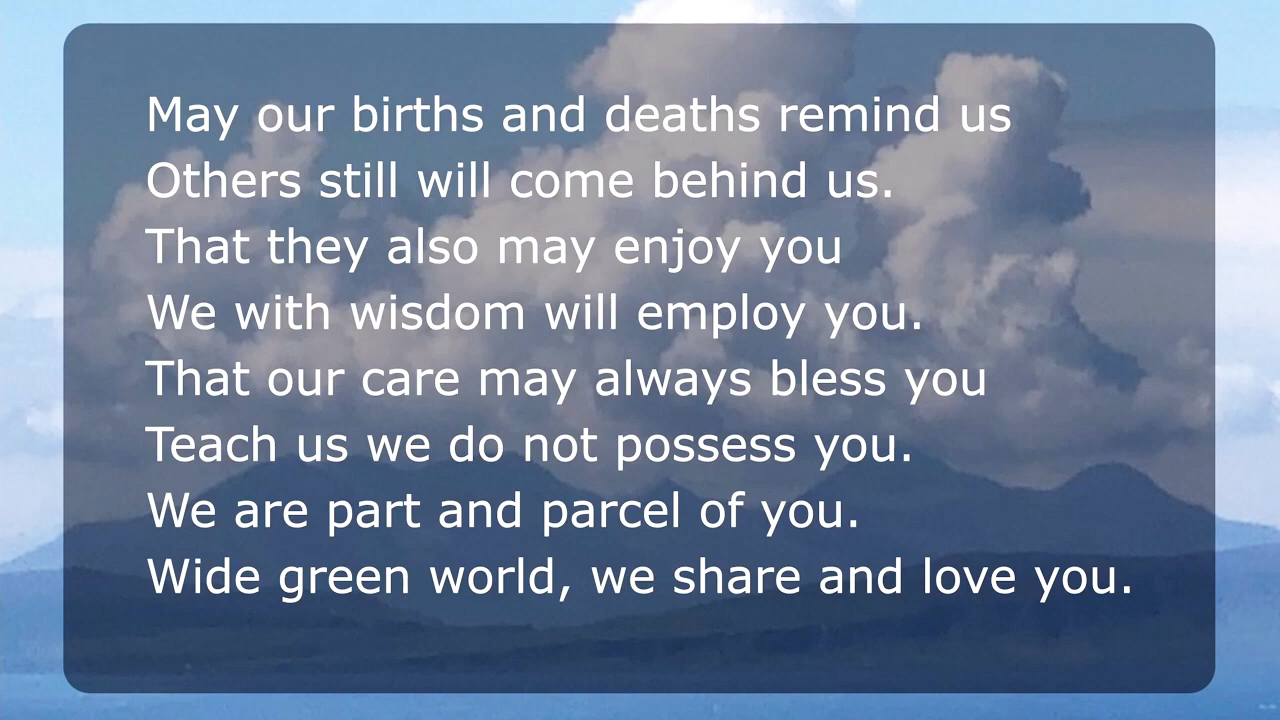 May our births and deaths remind us
Others still will come behind us.
That they also may enjoy you
We with wisdom will employ you.
That our care may always bless you
Teach us we do not possess you.
We are part and parcel of you.
Wide green world, we share and love you.